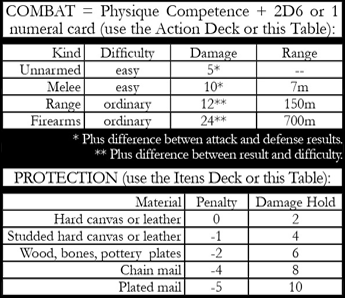 COMBAT = Physique Competence + 2D6 or 1
numeral card (use the Action Deck or this Table):
Kind Difficulty Damage Range
Unnarmed easy 5* --
Melee easy 10* 7m
Range ordinary 12** 150m
Firearms ordinary 24** 700m
* Plus difference betwen attack and defense results.
** Plus difference between result and difficulty.
PROTECTION (use the Itens Deck or this Table):
Material Penalty Damage Hold
Hard canvas or leather 0 2
Studded hard canvas or leather -1 4
Wood, bones, pottery plates -2 6
Chain mail -4 8
Plated mail -5 10